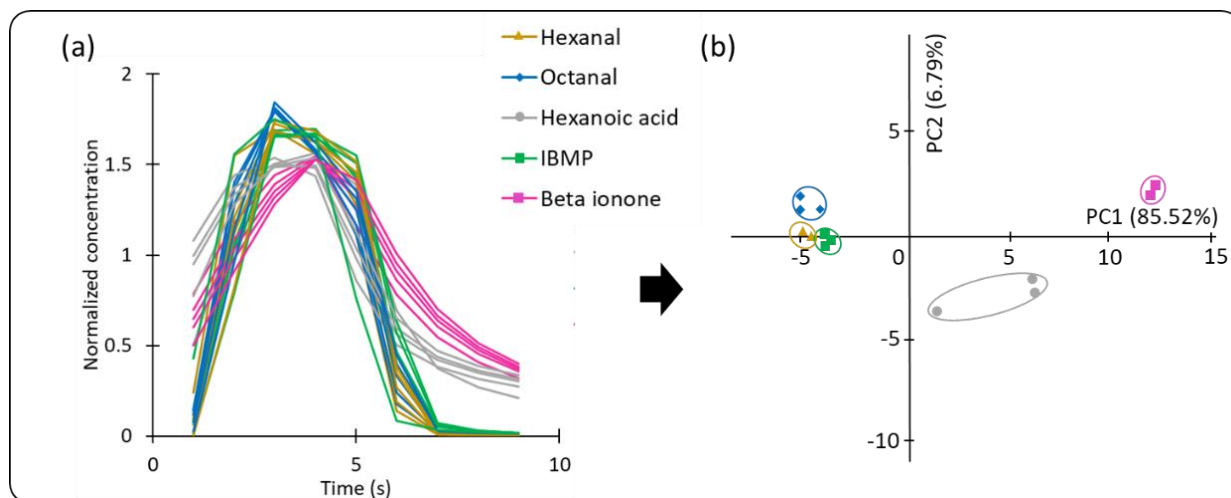 (a)
Normalized concentration
2
1.5
1
0.5
0
0
5
10
Time (s)
Hexanal
Octanal
Hexanoic acid
IBMP
Beta ionone
(b)
PC2 (6.79%)
5
PC1 (85.52%)
-5
0
5
10
15
-5
-10